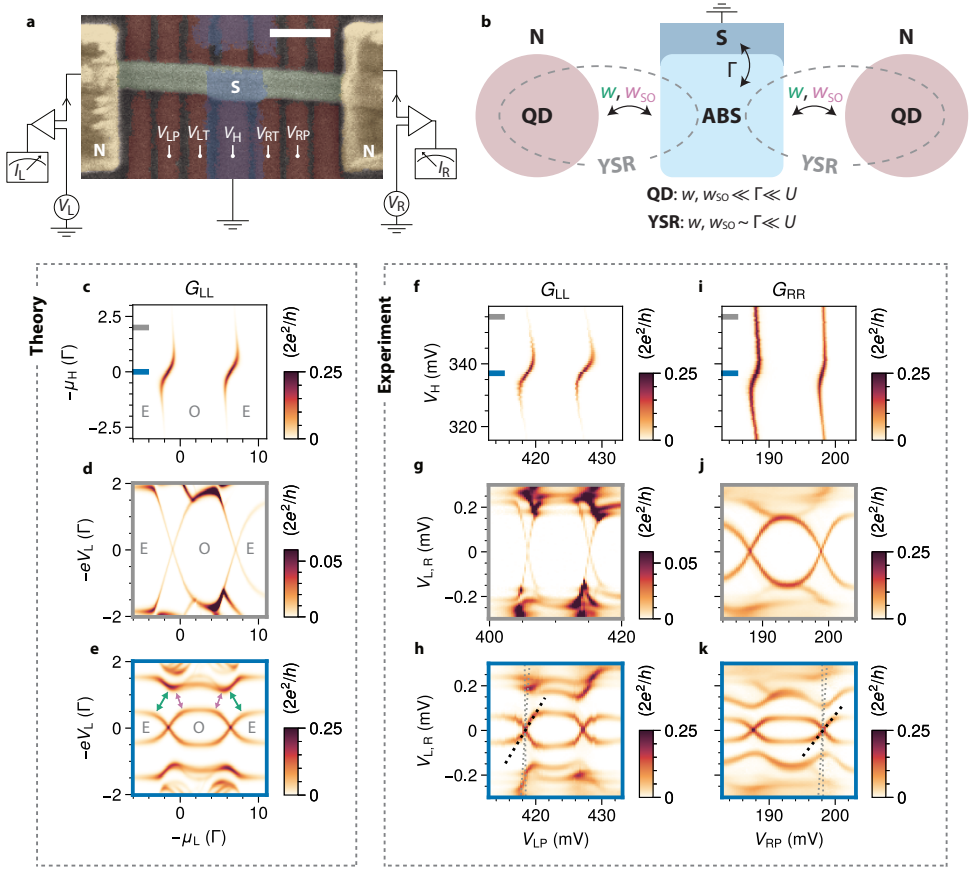 a
S
N
N
V_LP
V_LT
V_H
V_RT
V_RP
I_L
V_L
I_R
V_R
b
N
S
N
Γ
w, w_SO
w, w_SO
QD
ABS
QD
YSR
YSR
QD: w, w_SO ≪ Γ ≪ U
YSR: w, w_SO ~ Γ ≪ U
Theory
c
G_LL
−μ_H (Γ)
2.5
0
−2.5
E
O
E
0
10
(2e²/h)
0.25
0
d
−eV_L (Γ)
2
0
−2
E
O
E
0
10
(2e²/h)
0.05
0
e
−eV_L (Γ)
2
0
−2
E
O
E
0
10
−μ_L (Γ)
(2e²/h)
0.25
0
Experiment
f
G_LL
V_H (mV)
340
320
420
430
(2e²/h)
0.25
0
i
G_RR
190
200
(2e²/h)
0.25
0
g
V_L,R (mV)
0.2
0
−0.2
400
420
(2e²/h)
0.05
0
j
190
200
(2e²/h)
0.25
0
h
V_L,R (mV)
0.2
0
−0.2
420
430
V_LP (mV)
(2e²/h)
0.25
0
k
190
200
V_RP (mV)
(2e²/h)
0.25
0